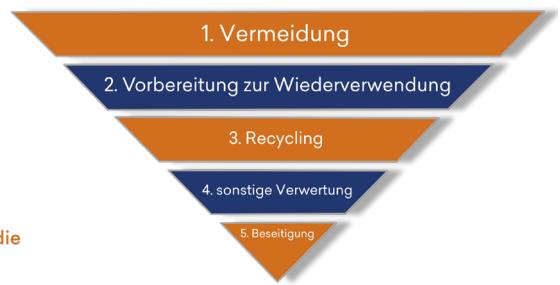 1. Vermeidung
2. Vorbereitung zur Wiederverwendung
3. Recycling
4. sonstige Verwertung
die
5. Beseitigung